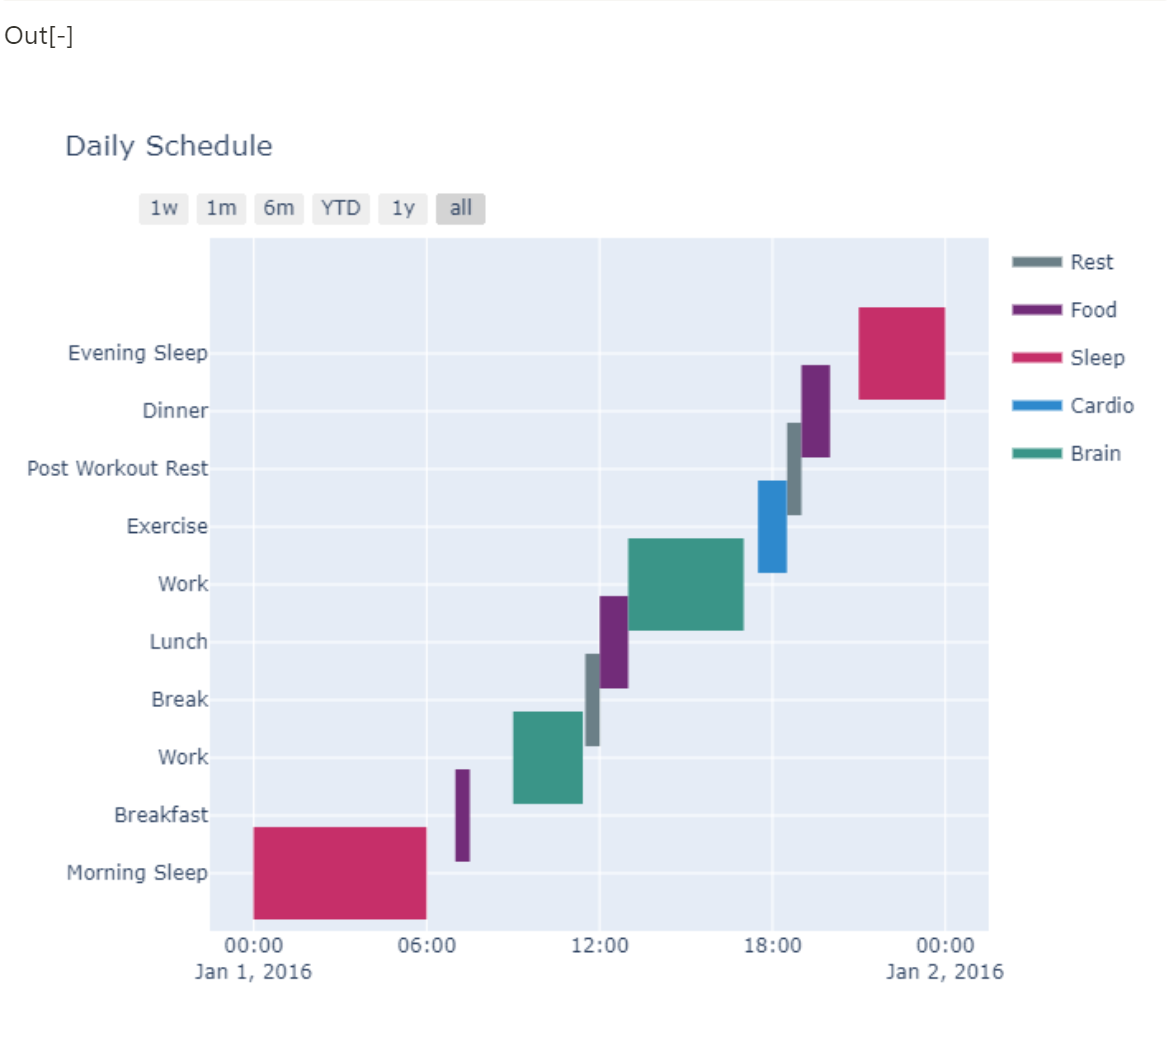 Out[-]
Daily Schedule
1w 1m 6m YTD 1y all
Rest
Food
Sleep
Cardio
Brain
Evening Sleep
Dinner
Post Workout Rest
Exercise
Work
Lunch
Break
Work
Breakfast
Morning Sleep
00:00 06:00 12:00 18:00 00:00
Jan 1, 2016 Jan 2, 2016